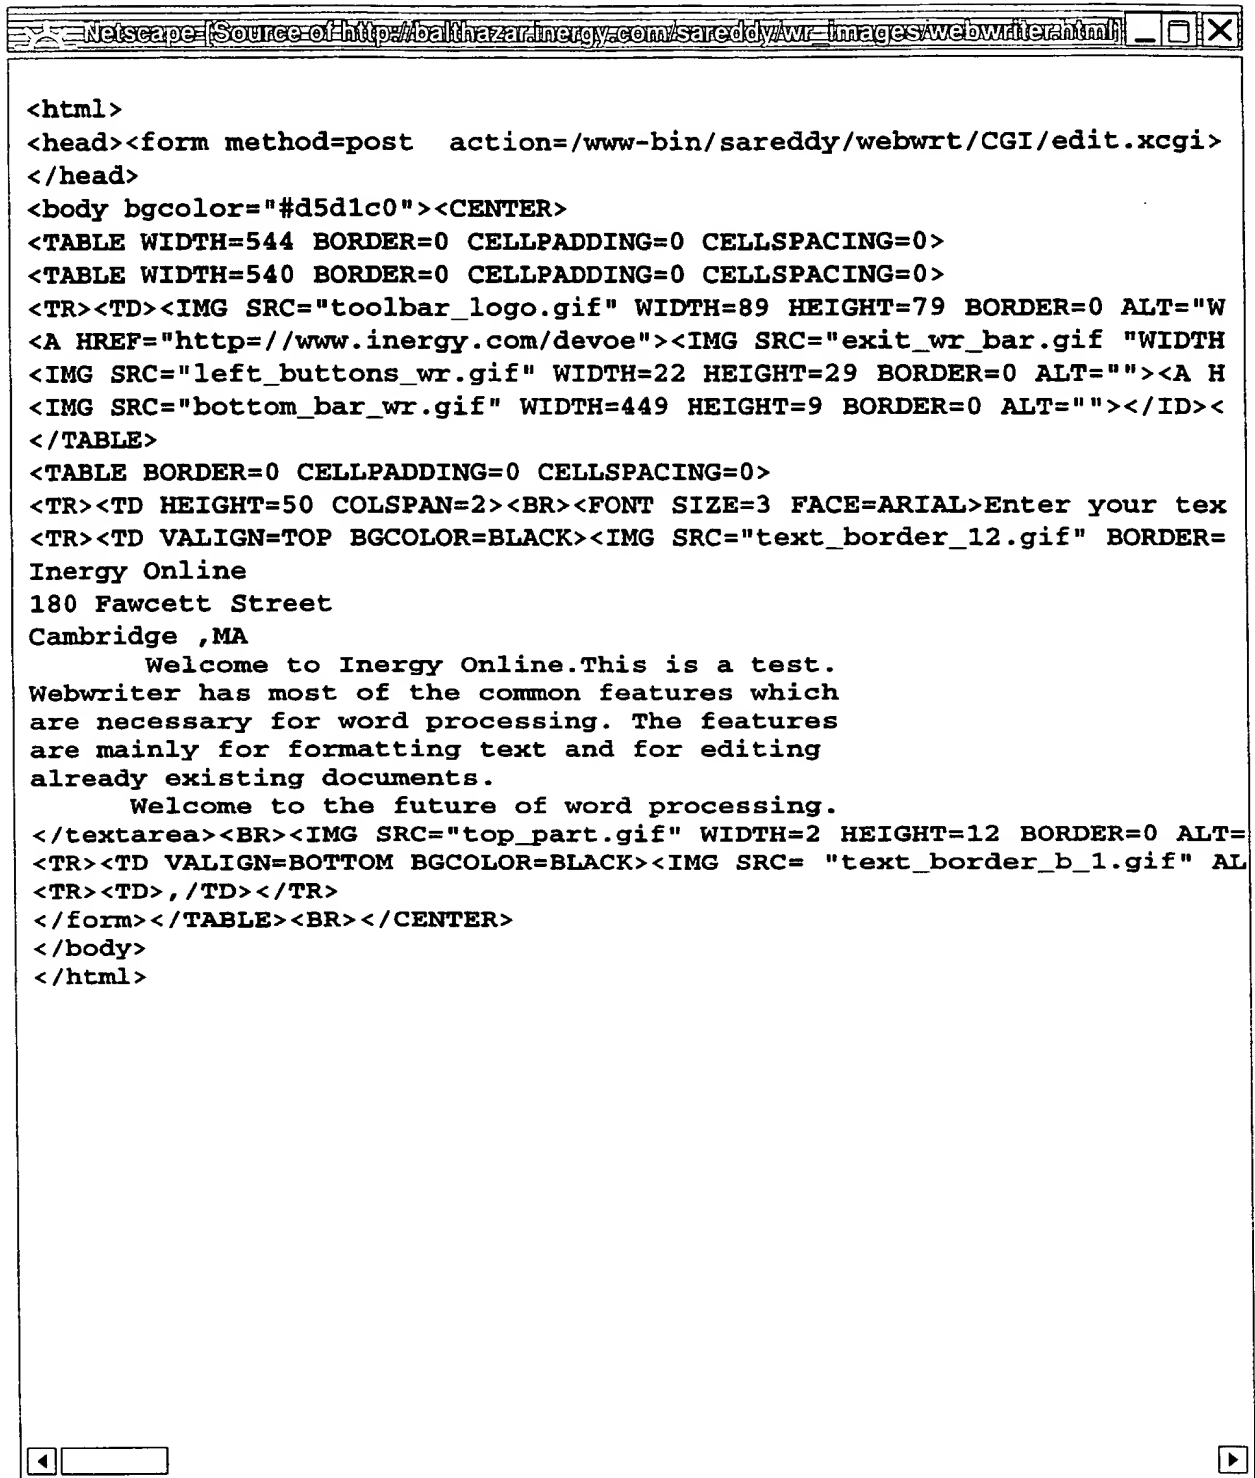 Netscape-[Source of http://balthazar.inergy.com/sareddy/wr_images/webwriter.html]
<html>
<head><form method=post  action=/www-bin/sareddy/webwrt/CGI/edit.xcgi>
</head>
<body bgcolor="#d5d1c0"><CENTER>
<TABLE WIDTH=544 BORDER=0 CELLPADDING=0 CELLSPACING=0>
<TABLE WIDTH=540 BORDER=0 CELLPADDING=0 CELLSPACING=0>
<TR><TD><IMG SRC="toolbar_logo.gif" WIDTH=89 HEIGHT=79 BORDER=0 ALT="W
<A HREF="http=//www.inergy.com/devoe"><IMG SRC="exit_wr_bar.gif "WIDTH
<IMG SRC="left_buttons_wr.gif" WIDTH=22 HEIGHT=29 BORDER=0 ALT=""><A H
<IMG SRC="bottom_bar_wr.gif" WIDTH=449 HEIGHT=9 BORDER=0 ALT=""></ID><
</TABLE>
<TABLE BORDER=0 CELLPADDING=0 CELLSPACING=0>
<TR><TD HEIGHT=50 COLSPAN=2><BR><FONT SIZE=3 FACE=ARIAL>Enter your tex
<TR><TD VALIGN=TOP BGCOLOR=BLACK><IMG SRC="text_border_12.gif" BORDER=
Inergy Online
180 Fawcett Street
Cambridge ,MA
Welcome to Inergy Online.This is a test.
Webwriter has most of the common features which
are necessary for word processing. The features
are mainly for formatting text and for editing
already existing documents.
Welcome to the future of word processing.
</textarea><BR><IMG SRC="top_part.gif" WIDTH=2 HEIGHT=12 BORDER=0 ALT=
<TR><TD VALIGN=BOTTOM BGCOLOR=BLACK><IMG SRC= "text_border_b_1.gif" AL
<TR><TD>,/TD></TR>
</form></TABLE><BR></CENTER>
</body>
</html>